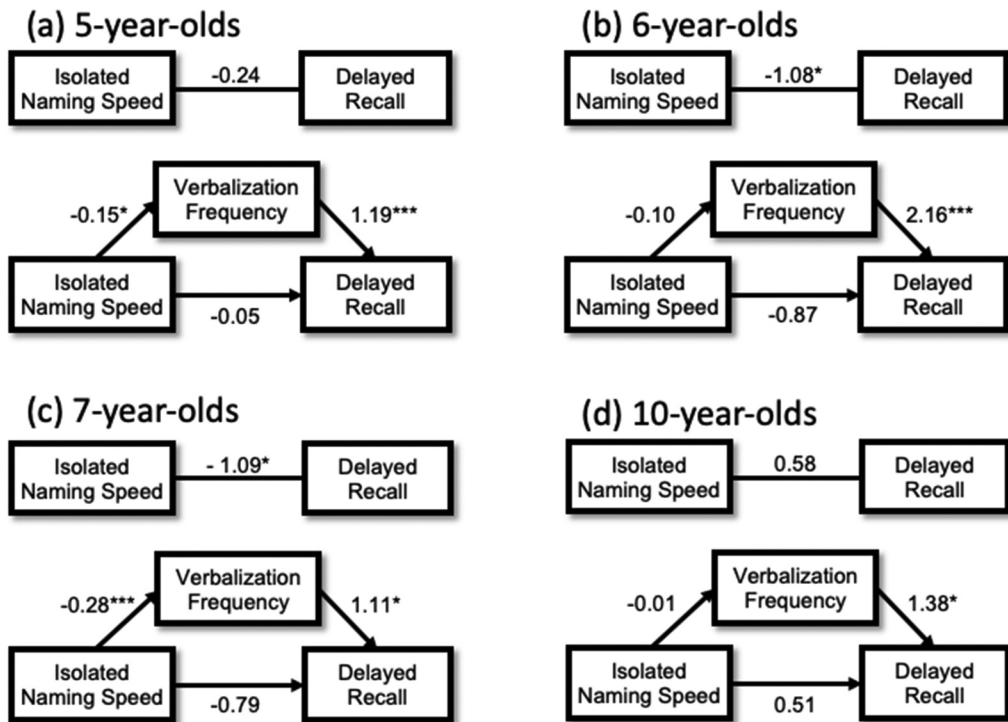 (a) 5-year-olds
Isolated
Naming Speed
-0.24
Delayed
Recall
Verbalization
Frequency
-0.15*
1.19***
Isolated
Naming Speed
-0.05
Delayed
Recall
(b) 6-year-olds
Isolated
Naming Speed
-1.08*
Delayed
Recall
Verbalization
Frequency
-0.10
2.16***
Isolated
Naming Speed
-0.87
Delayed
Recall
(c) 7-year-olds
Isolated
Naming Speed
- 1.09*
Delayed
Recall
Verbalization
Frequency
-0.28***
1.11*
Isolated
Naming Speed
-0.79
Delayed
Recall
(d) 10-year-olds
Isolated
Naming Speed
0.58
Delayed
Recall
Verbalization
Frequency
-0.01
1.38*
Isolated
Naming Speed
0.51
Delayed
Recall